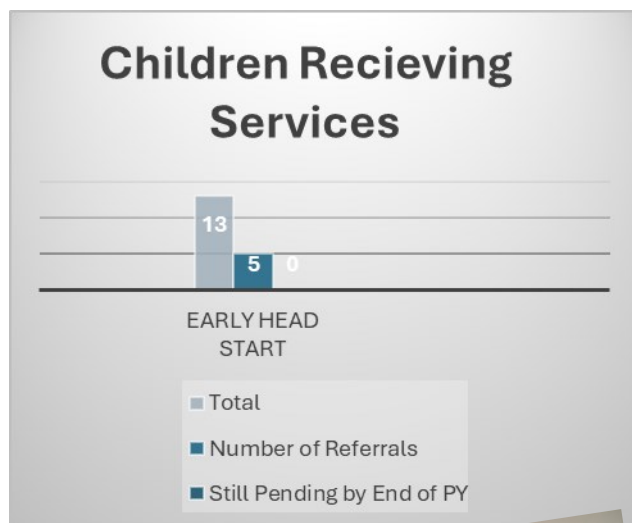 Children Recieving
Services
13
5
0
EARLY HEAD
START
Total
Number of Referrals
Still Pending by End of PY